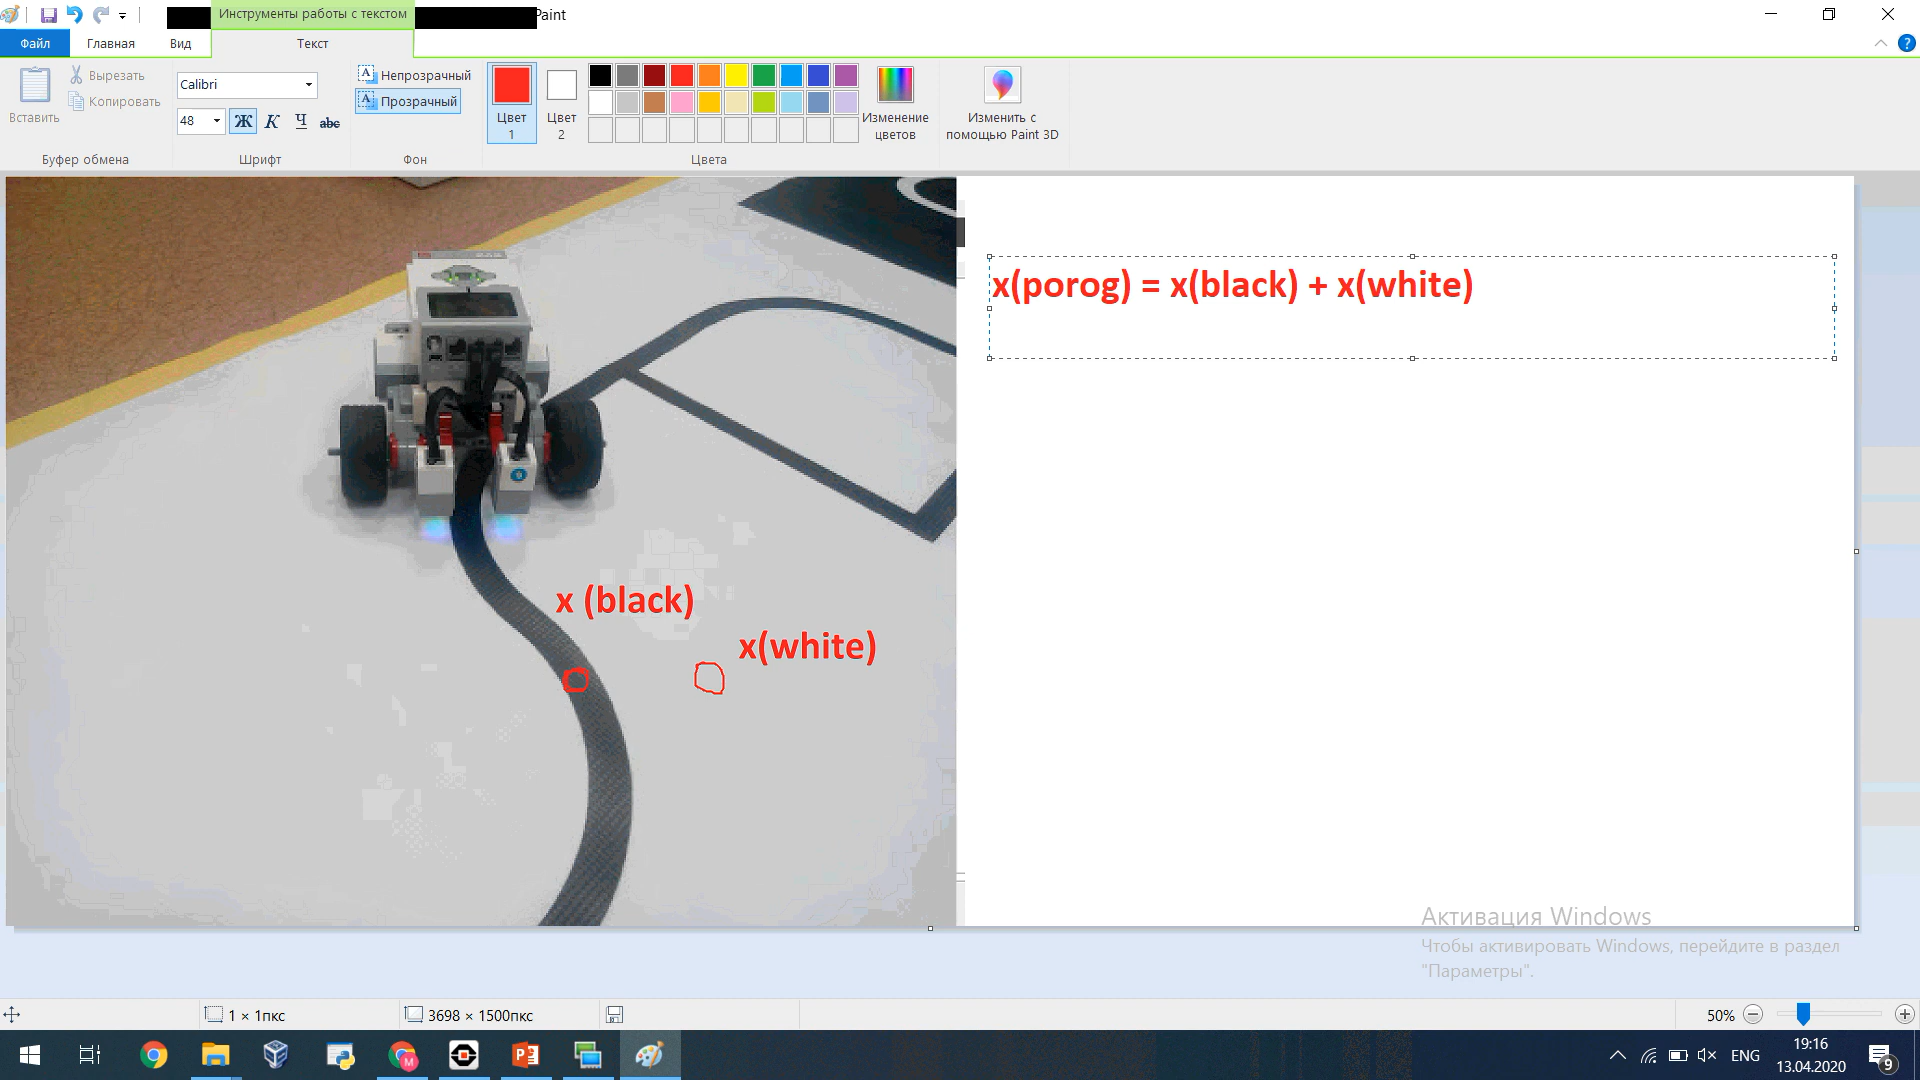 Инструменты работы с текстом
Paint
Файл
Главная
Вид
Текст
Вставить
Вырезать
Копировать
Буфер обмена
Calibri
48
Ж К Ч abc
Шрифт
Непрозрачный
Прозрачный
Фон
Цвет
1
Цвет
2
Цвета
Изменение
цветов
Изменить с
помощью Paint 3D
x(porog) = x(black) + x(white)
x (black)
x(white)
Активация Windows
Чтобы активировать Windows, перейдите в раздел
"Параметры".
1 × 1пкс
3698 × 1500пкс
50%
ENG
19:16
13.04.2020
9